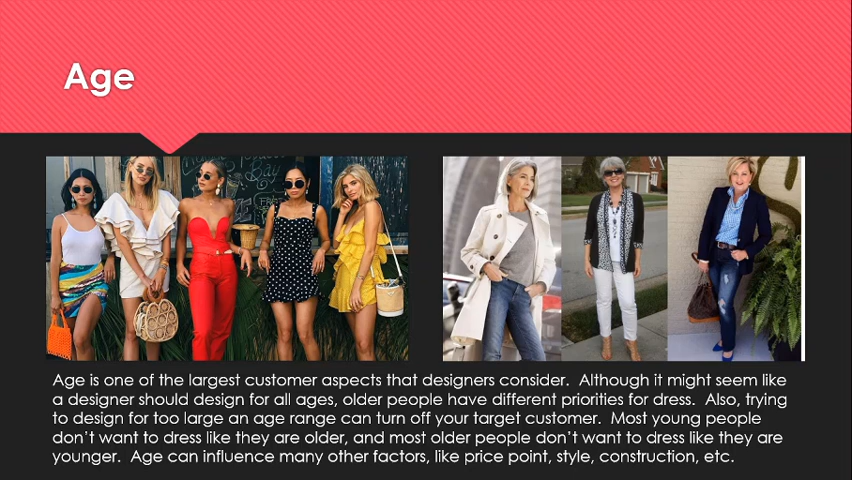 Age
Age is one of the largest customer aspects that designers consider.  Although it might seem like
a designer should design for all ages, older people have different priorities for dress.  Also, trying
to design for too large an age range can turn off your target customer.  Most young people
don't want to dress like they are older, and most older people don't want to dress like they are
younger.  Age can influence many other factors, like price point, style, construction, etc.